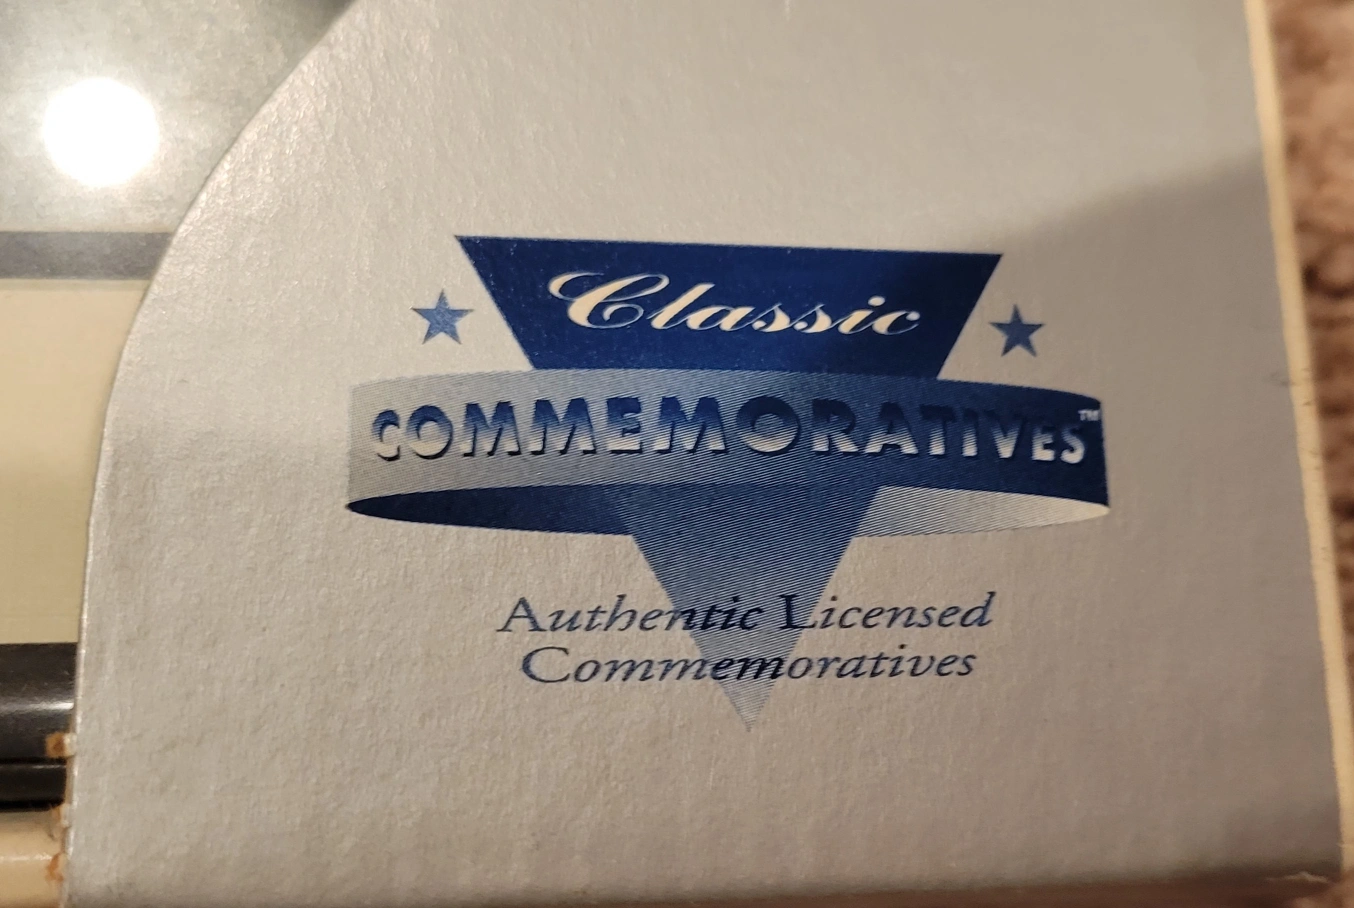 Classic
COMMEMORATIVES™
Authentic Licensed
Commemoratives